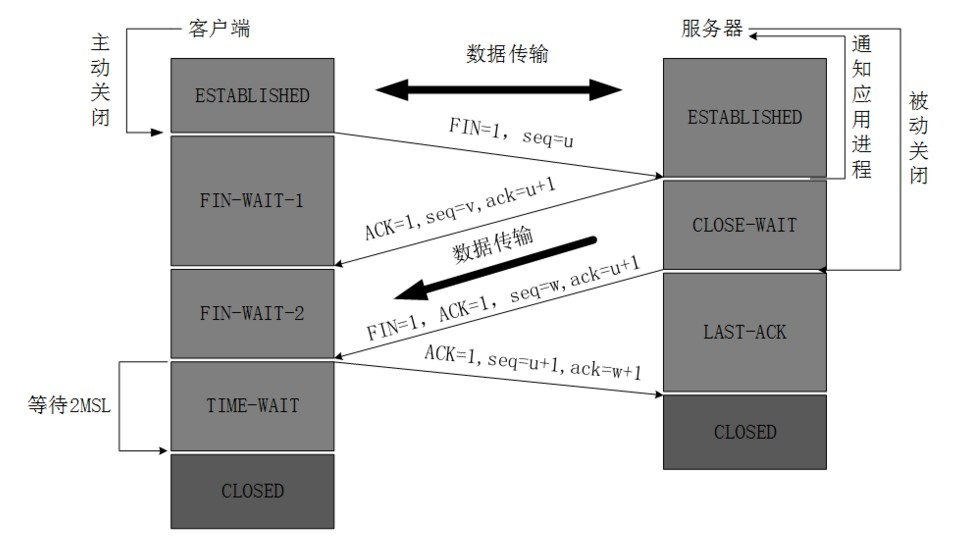 客户端
服务器
主动关闭
数据传输
通知应用进程
被动关闭
ESTABLISHED
ESTABLISHED
FIN=1, seq=u
FIN-WAIT-1
ACK=1,seq=v,ack=u+1
CLOSE-WAIT
数据传输
FIN-WAIT-2
FIN=1, ACK=1, seq=w,ack=u+1
LAST-ACK
ACK=1,seq=u+1,ack=w+1
等待2MSL
TIME-WAIT
CLOSED
CLOSED